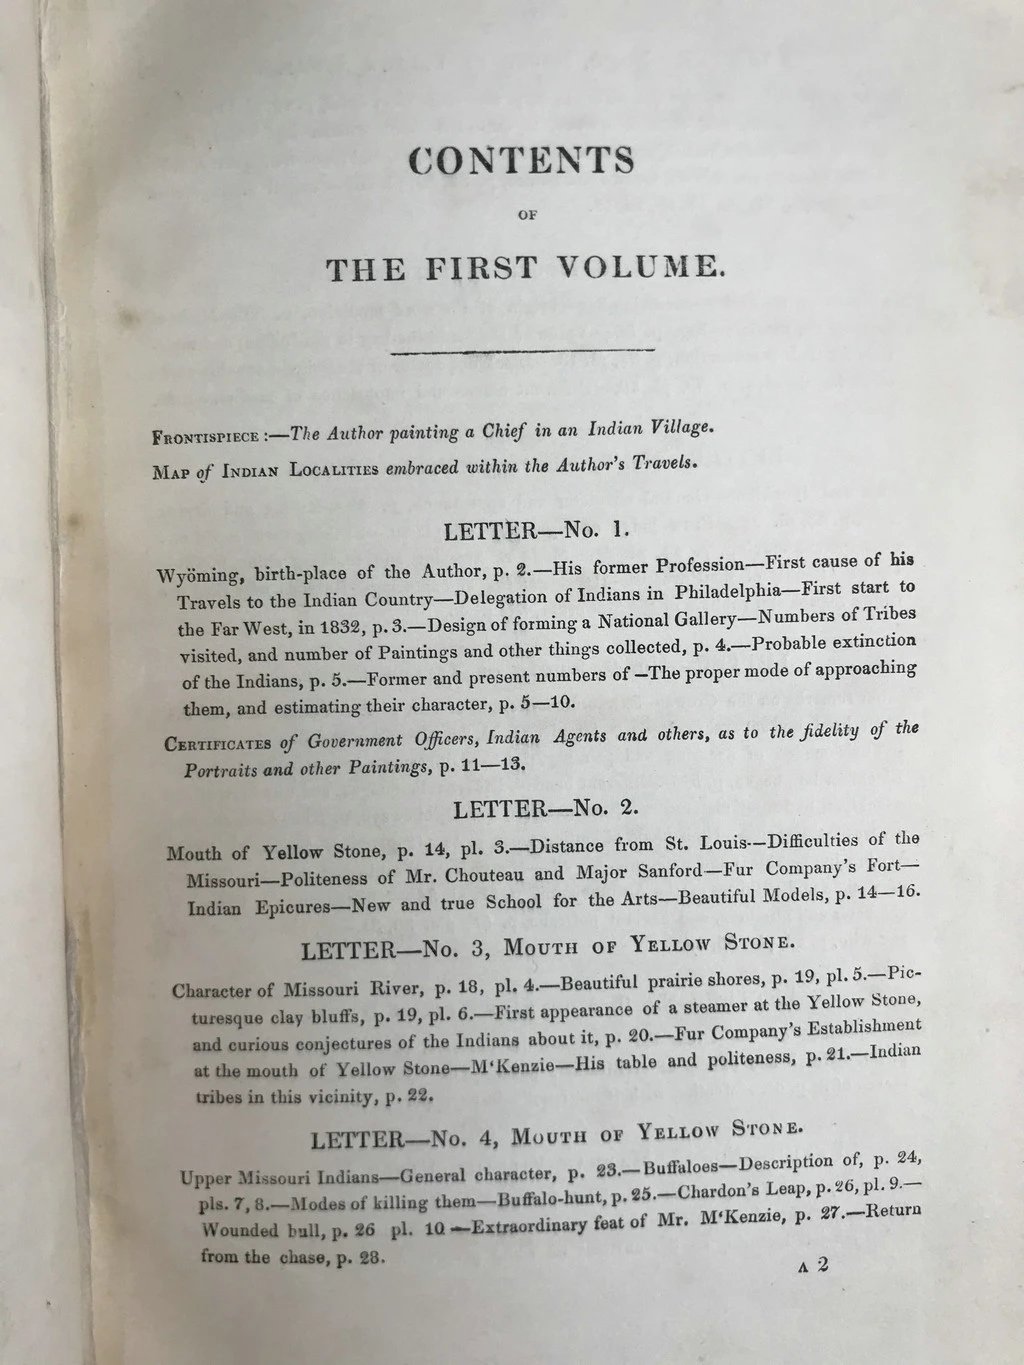 CONTENTS
OF
THE FIRST VOLUME.
FRONTISPIECE:—The Author painting a Chief in an Indian Village.
MAP of INDIAN LOCALITIES embraced within the Author's Travels.
LETTER—No. 1.
Wyöming, birth-place of the Author, p. 2.—His former Profession—First cause of his
Travels to the Indian Country—Delegation of Indians in Philadelphia—First start to
the Far West, in 1832, p. 3.—Design of forming a National Gallery—Numbers of Tribes
visited, and number of Paintings and other things collected, p. 4.—Probable extinction
of the Indians, p. 5.—Former and present numbers of—The proper mode of approaching
them, and estimating their character, p. 5—10.
CERTIFICATES of Government Officers, Indian Agents and others, as to the fidelity of the
Portraits and other Paintings, p. 11—13.
LETTER—No. 2.
Mouth of Yellow Stone, p. 14, pl. 3.—Distance from St. Louis—Difficulties of the
Missouri—Politeness of Mr. Chouteau and Major Sanford—Fur Company's Fort—
Indian Epicures—New and true School for the Arts—Beautiful Models, p. 14—16.
LETTER—No. 3, MOUTH OF YELLOW STONE.
Character of Missouri River, p. 18, pl. 4.—Beautiful prairie shores, p. 19, pl. 5.—Pic-
turesque clay bluffs, p. 19, pl. 6.—First appearance of a steamer at the Yellow Stone,
and curious conjectures of the Indians about it, p. 20.—Fur Company's Establishment
at the mouth of Yellow Stone—M'Kenzie—His table and politeness, p. 21.—Indian
tribes in this vicinity, p. 22.
LETTER—No. 4, MOUTH OF YELLOW STONE.
Upper Missouri Indians—General character, p. 23.—Buffaloes—Description of, p. 24,
pls. 7, 8.—Modes of killing them—Buffalo-hunt, p. 25.—Chardon's Leap, p. 26, pl. 9.—
Wounded bull, p. 26 pl. 10—Extraordinary feat of Mr. M'Kenzie, p. 27.—Return
from the chase, p. 28.
A 2